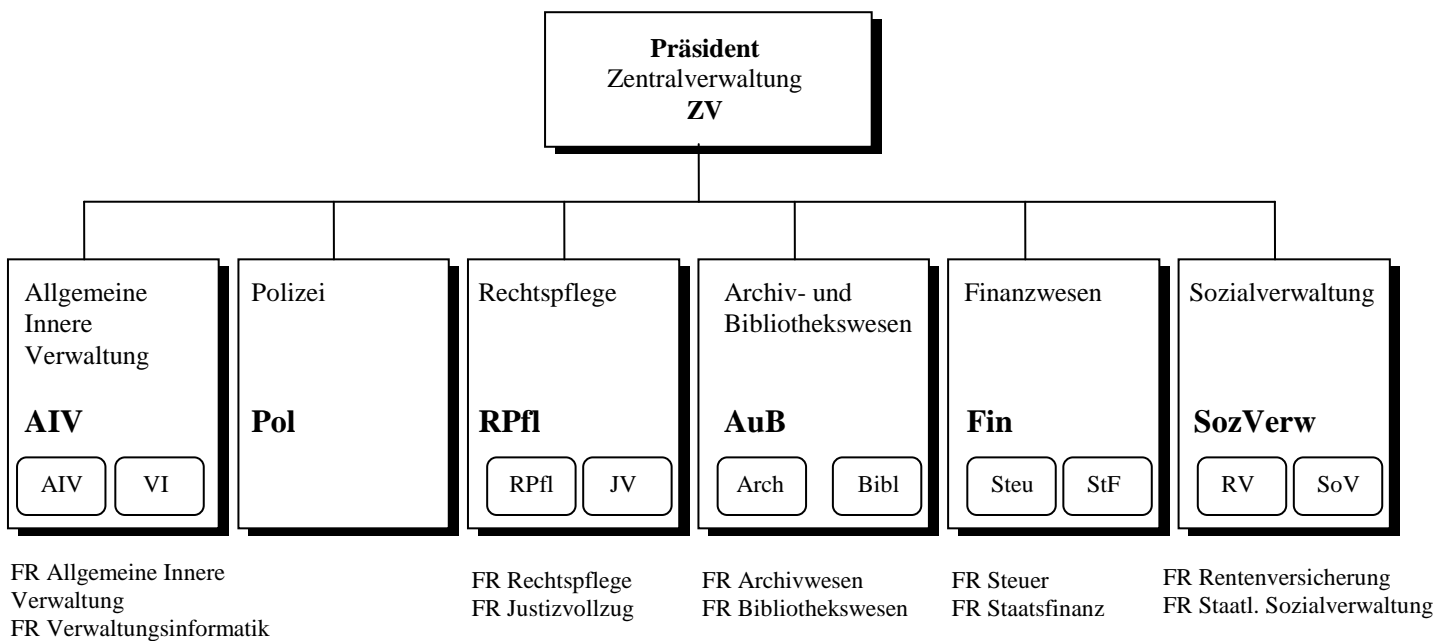 Präsident
Zentralverwaltung
ZV
Allgemeine
Innere
Verwaltung
AIV
AIV
VI
Polizei
Pol
Rechtspflege
RPfl
RPfl
JV
Archiv- und
Bibliothekswesen
AuB
Arch
Bibl
Finanzwesen
Fin
Steu
StF
Sozialverwaltung
SozVerw
RV
SoV
FR Allgemeine Innere
Verwaltung
FR Verwaltungsinformatik
FR Rechtspflege
FR Justizvollzug
FR Archivwesen
FR Bibliothekswesen
FR Steuer
FR Staatsfinanz
FR Rentenversicherung
FR Staatl. Sozialverwaltung